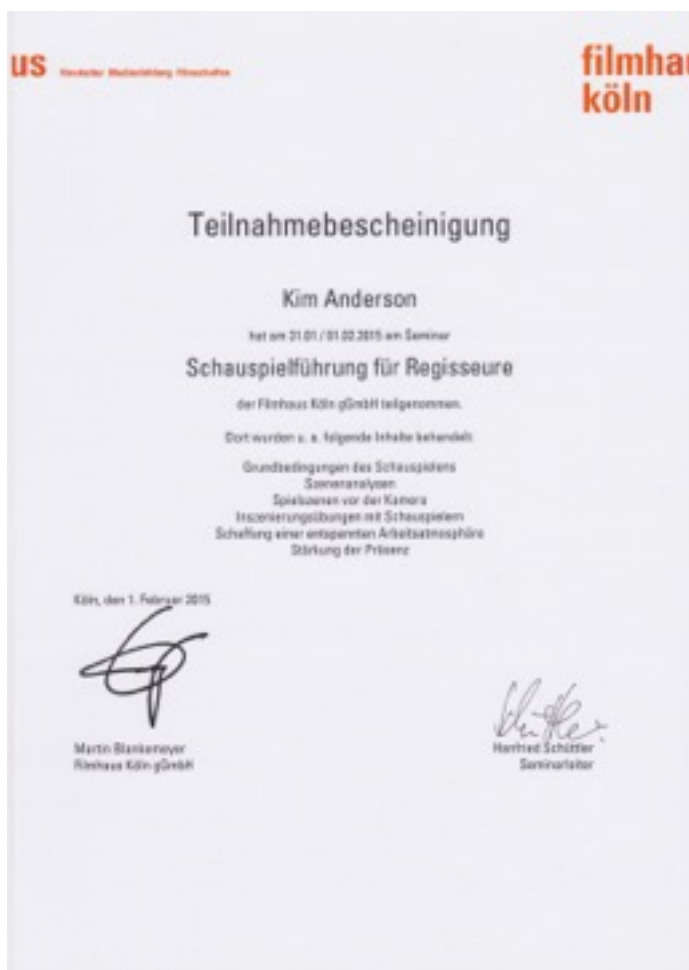 us
filmhau
köln
Teilnahmebescheinigung
Kim Anderson
hat am 31.01 / 01.02.2015 am Seminar
Schauspielführung für Regisseure
der Filmhaus Köln gGmbH teilgenommen.
Dort wurden u. a. folgende Inhalte behandelt
Grundbedingungen des Schauspielens
Szenenanalysen
Spielszenen vor der Kamera
Inszenierungsübungen mit Schauspielern
Schaffung einer entspannten Arbeitsatmosphäre
Stärkung der Präsenz
Köln, den 1. Februar 2015
Martin Blankemeyer
Filmhaus Köln gGmbH
Hanfried Schüttler
Seminarleiter